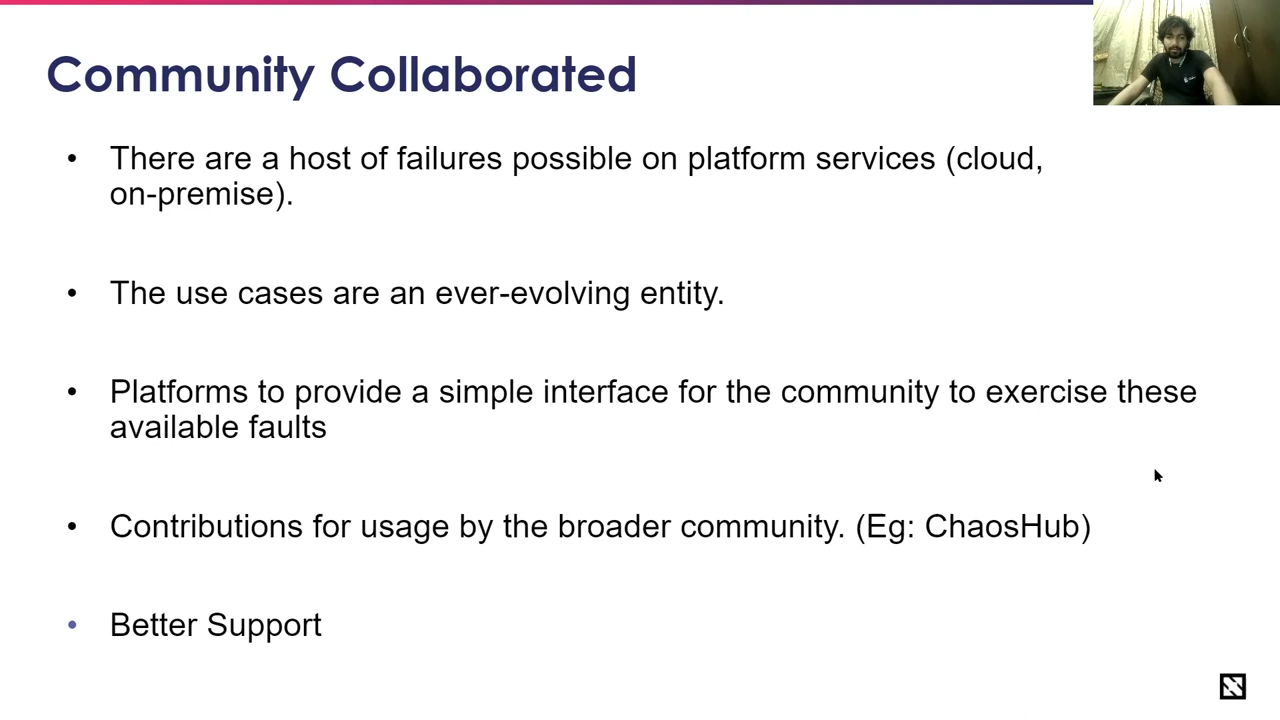 Community Collaborated
• There are a host of failures possible on platform services (cloud,
on-premise).
• The use cases are an ever-evolving entity.
• Platforms to provide a simple interface for the community to exercise these
available faults
• Contributions for usage by the broader community. (Eg: ChaosHub)
• Better Support